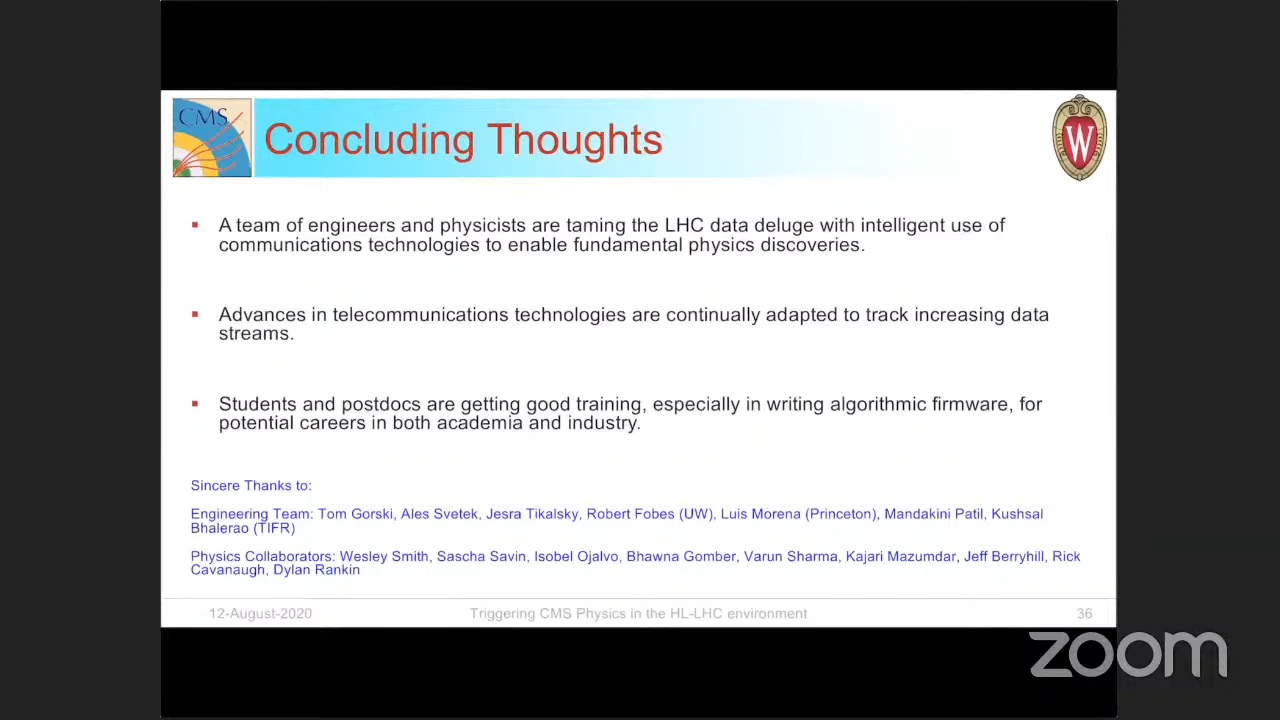 CMS
Concluding Thoughts
W
▪ A team of engineers and physicists are taming the LHC data deluge with intelligent use of
communications technologies to enable fundamental physics discoveries.
▪ Advances in telecommunications technologies are continually adapted to track increasing data
streams.
▪ Students and postdocs are getting good training, especially in writing algorithmic firmware, for
potential careers in both academia and industry.
Sincere Thanks to:
Engineering Team: Tom Gorski, Ales Svetek, Jesra Tikalsky, Robert Fobes (UW), Luis Morena (Princeton), Mandakini Patil, Kushsal
Bhalerao (TIFR)
Physics Collaborators: Wesley Smith, Sascha Savin, Isobel Ojalvo, Bhawna Gomber, Varun Sharma, Kajari Mazumdar, Jeff Berryhill, Rick
Cavanaugh, Dylan Rankin
12-August-2020 Triggering CMS Physics in the HL-LHC environment 36
zoom